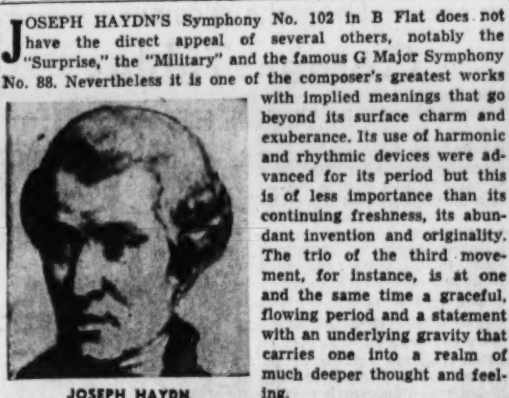 JOSEPH HAYDN'S Symphony No. 102 in B Flat does not
have the direct appeal of several others, notably the
"Surprise," the "Military" and the famous G Major Symphony
No. 88. Nevertheless it is one of the composer's greatest works
with implied meanings that go
beyond its surface charm and
exuberance. Its use of harmonic
and rhythmic devices were ad-
vanced for its period but this
is of less importance than its
continuing freshness, its abun-
dant invention and originality.
The trio of the third move-
ment, for instance, is at one
and the same time a graceful,
flowing period and a statement
with an underlying gravity that
carries one into a realm of
much deeper thought and feel-
ing.
JOSEPH HAYDN